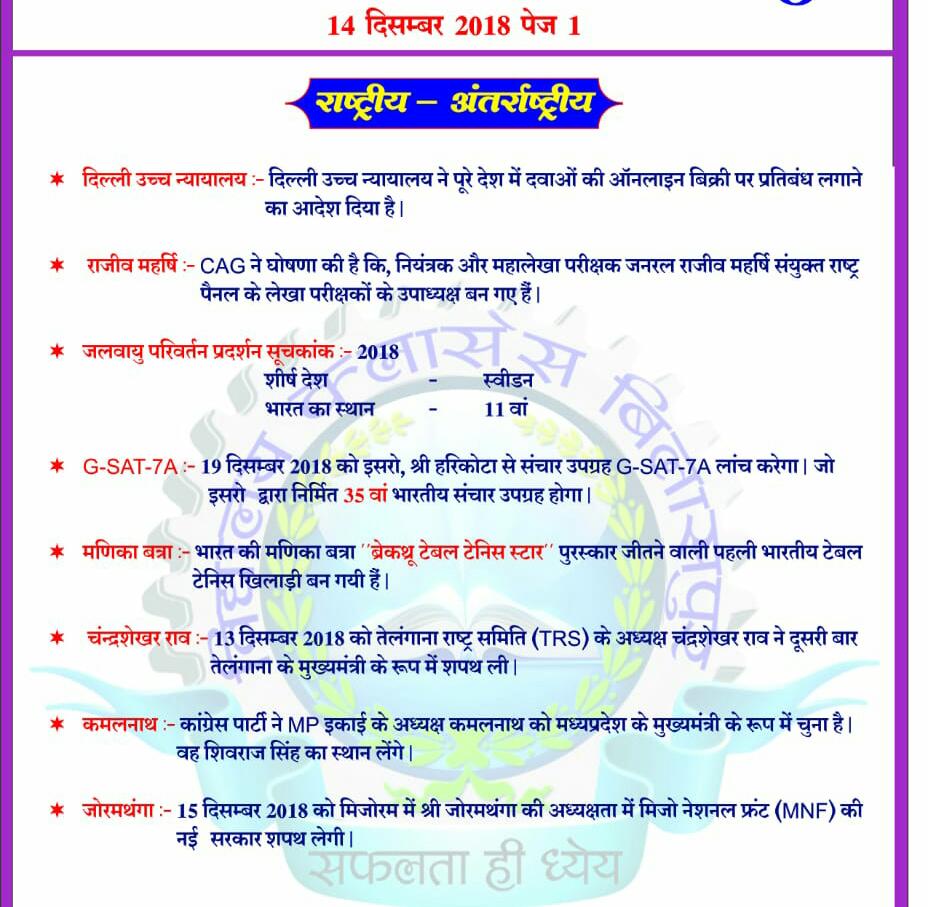 14 दिसम्बर 2018 पेज 1
राष्ट्रीय – अंतर्राष्ट्रीय
✶ दिल्ली उच्च न्यायालय :– दिल्ली उच्च न्यायालय ने पूरे देश में दवाओं की ऑनलाइन बिक्री पर प्रतिबंध लगाने
का आदेश दिया है।
✶ राजीव महर्षि :– CAG ने घोषणा की है कि, नियंत्रक और महालेखा परीक्षक जनरल राजीव महर्षि संयुक्त राष्ट्र
पैनल के लेखा परीक्षकों के उपाध्यक्ष बन गए हैं।
✶ जलवायु परिवर्तन प्रदर्शन सूचकांक :– 2018
शीर्ष देश - स्वीडन
भारत का स्थान - 11 वां
✶ G-SAT-7A :– 19 दिसम्बर 2018 को इसरो, श्री हरिकोटा से संचार उपग्रह G-SAT-7A लांच करेगा। जो
इसरो द्वारा निर्मित 35 वां भारतीय संचार उपग्रह होगा।
✶ मणिका बत्रा :– भारत की मणिका बत्रा ''ब्रेकथ्रू टेबल टेनिस स्टार'' पुरस्कार जीतने वाली पहली भारतीय टेबल
टेनिस खिलाड़ी बन गयी हैं।
✶ चंन्द्रशेखर राव :– 13 दिसम्बर 2018 को तेलंगाना राष्ट्र समिति (TRS) के अध्यक्ष चंद्रशेखर राव ने दूसरी बार
तेलंगाना के मुख्यमंत्री के रूप में शपथ ली।
✶ कमलनाथ :– कांग्रेस पार्टी ने MP इकाई के अध्यक्ष कमलनाथ को मध्यप्रदेश के मुख्यमंत्री के रूप में चुना है।
वह शिवराज सिंह का स्थान लेंगे।
✶ जोरमथंगा :– 15 दिसम्बर 2018 को मिजोरम में श्री जोरमथंगा की अध्यक्षता में मिजो नेशनल फ्रंट (MNF) की
नई सरकार शपथ लेगी।
विद्यालय क्लासेस बिलासपुर
सफलता ही ध्येय